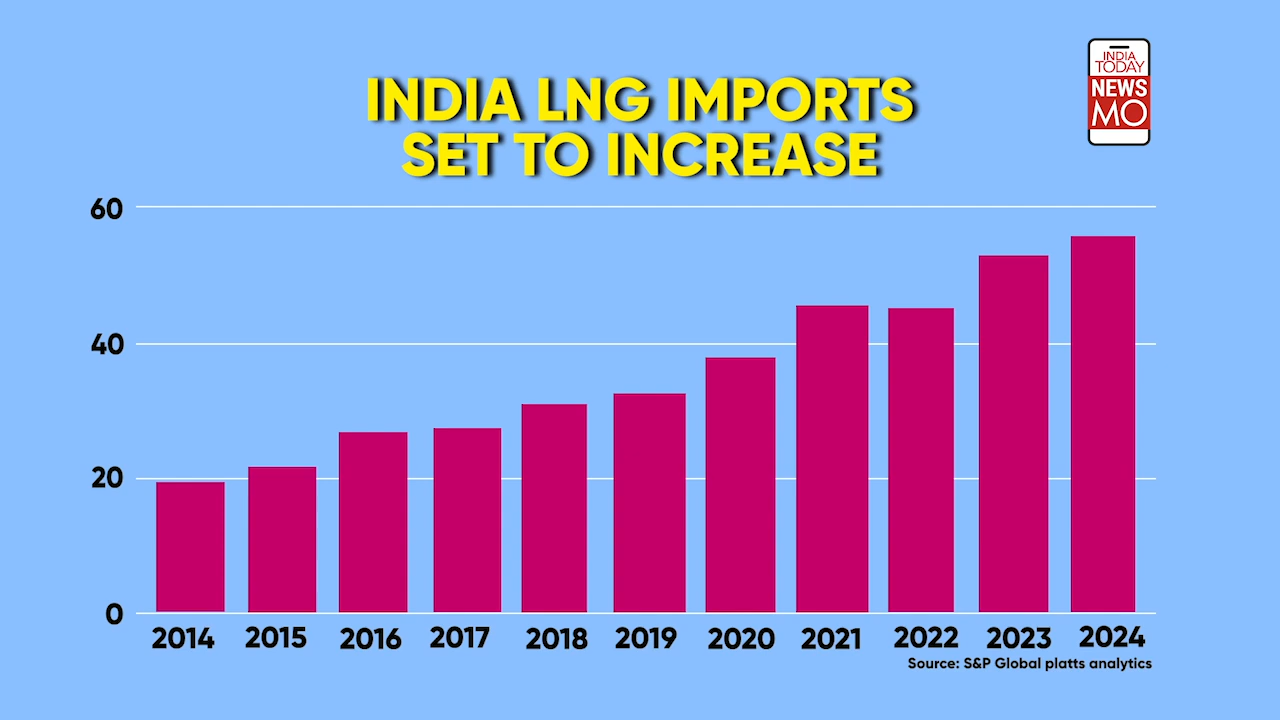 INDIA LNG IMPORTS
SET TO INCREASE
INDIA
TODAY
NEWS
MO
60
40
20
0
2014 2015 2016 2017 2018 2019 2020 2021 2022 2023 2024
Source: S&P Global platts analytics